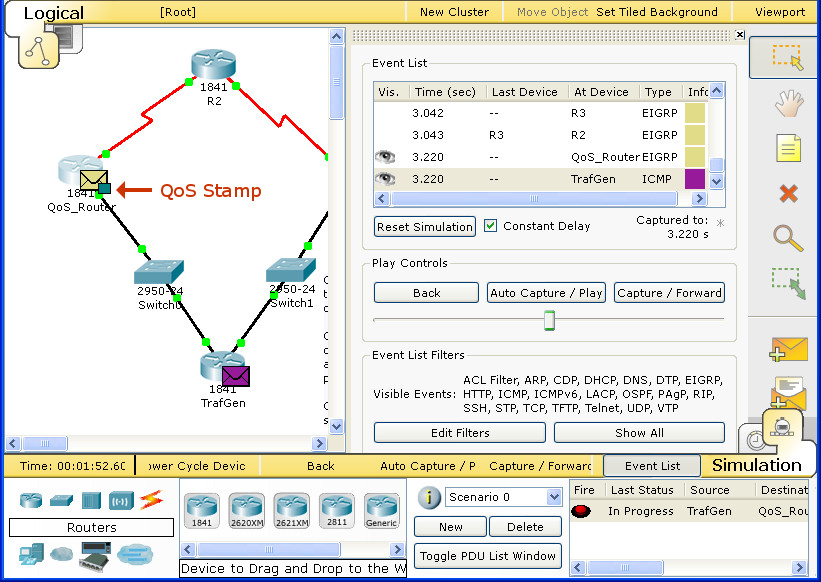 Logical
[Root]
New Cluster
Move Object
Set Tiled Background
Viewport
1841
R2
QoS Stamp
1841
QoS_Router
2950-24
Switch0
2950-24
Switch1
1841
TrafGen
Event List
Vis. Time (sec) Last Device At Device Type Info
3.042 -- R3 EIGRP
3.043 R3 R2 EIGRP
3.220 -- QoS_Router EIGRP
3.220 -- TrafGen ICMP
Reset Simulation
Constant Delay
Captured to: *
3.220 s
Play Controls
Back
Auto Capture / Play
Capture / Forward
Event List Filters
Visible Events:
ACL Filter, ARP, CDP, DHCP, DNS, DTP, EIGRP,
HTTP, ICMP, ICMPv6, LACP, OSPF, PAgP, RIP,
SSH, STP, TCP, TFTP, Telnet, UDP, VTP
Edit Filters
Show All
Time: 00:01:52.60
ower Cycle Devic
Back
Auto Capture / P
Capture / Forward
Event List
Simulation
Routers
1841
2620XM
2621XM
2811
Generic
Device to Drag and Drop to the W
Scenario 0
New
Delete
Toggle PDU List Window
Fire Last Status Source Destinat
In Progress TrafGen QoS_Rou